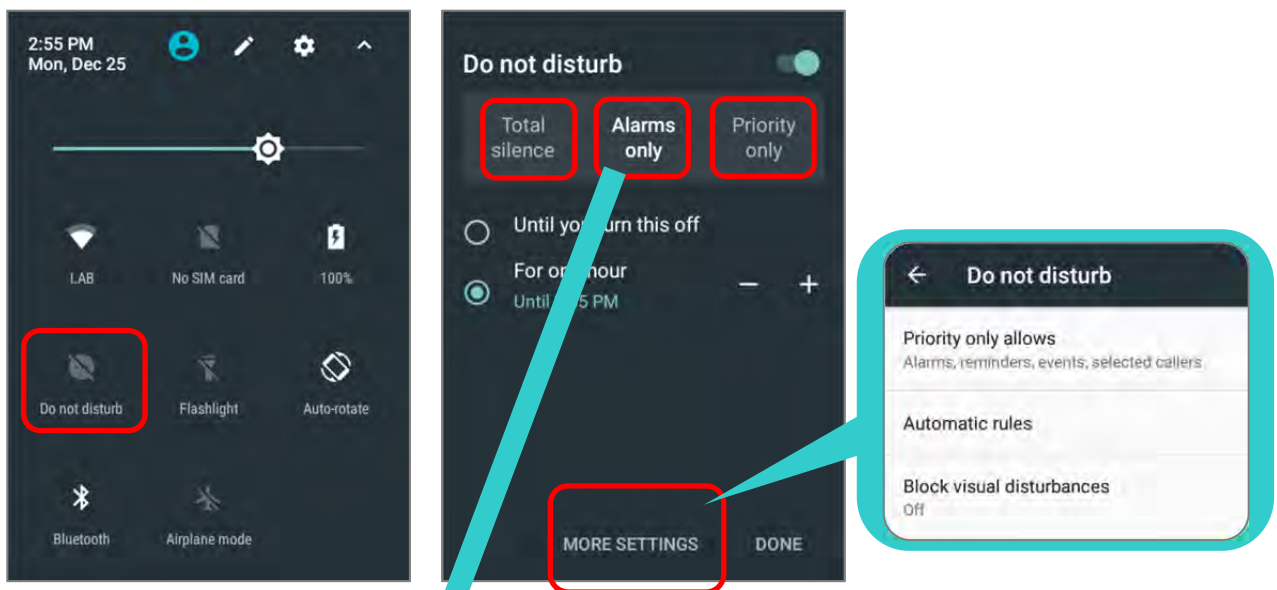 2:55 PM
Mon, Dec 25
LAB
No SIM card
100%
Do not disturb
Flashlight
Auto-rotate
Bluetooth
Airplane mode
Do not disturb
Total
silence
Alarms
only
Priority
only
Until you turn this off
For one hour
Until 5 PM
MORE SETTINGS
DONE
Do not disturb
Priority only allows
Alarms, reminders, events, selected callers
Automatic rules
Block visual disturbances
Off